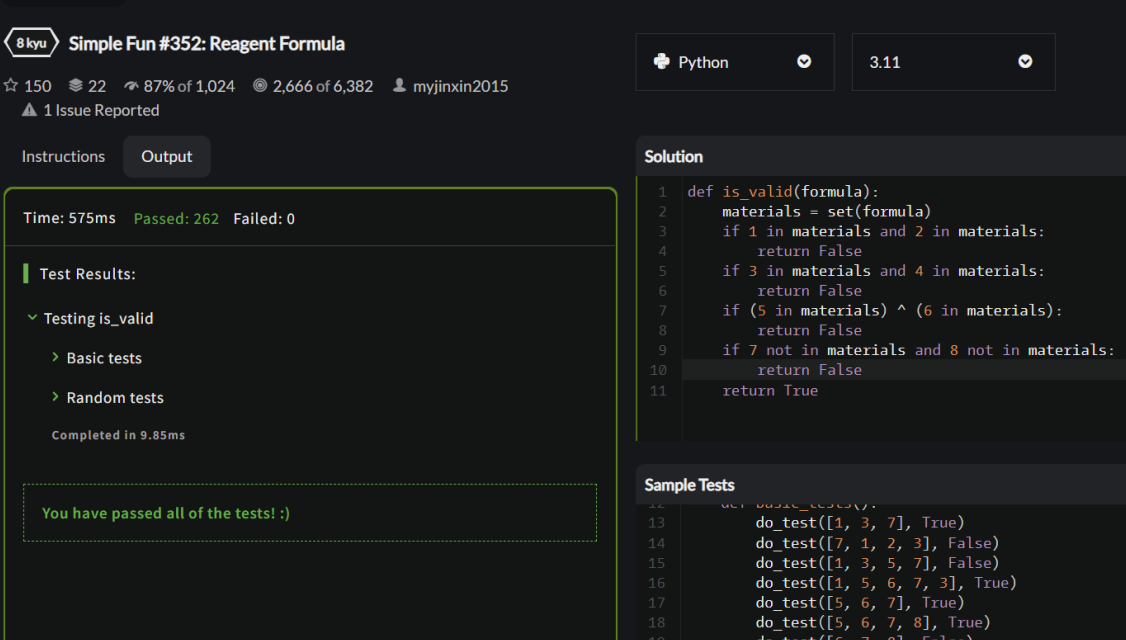 8 kyu Simple Fun #352: Reagent Formula
150 22 87% of 1,024 2,666 of 6,382 myjinxin2015
1 Issue Reported
Instructions Output
Time: 575ms Passed: 262 Failed: 0
Test Results:
Testing is_valid
Basic tests
Random tests
Completed in 9.85ms
You have passed all of the tests! :)
Python 3.11
Solution
1 def is_valid(formula):
2 materials = set(formula)
3 if 1 in materials and 2 in materials:
4 return False
5 if 3 in materials and 4 in materials:
6 return False
7 if (5 in materials) ^ (6 in materials):
8 return False
9 if 7 not in materials and 8 not in materials:
10 return False
11 return True
Sample Tests
12 def basic_tests():
13 do_test([1, 3, 7], True)
14 do_test([7, 1, 2, 3], False)
15 do_test([1, 3, 5, 7], False)
16 do_test([1, 5, 6, 7, 3], True)
17 do_test([5, 6, 7], True)
18 do_test([5, 6, 7, 8], True)